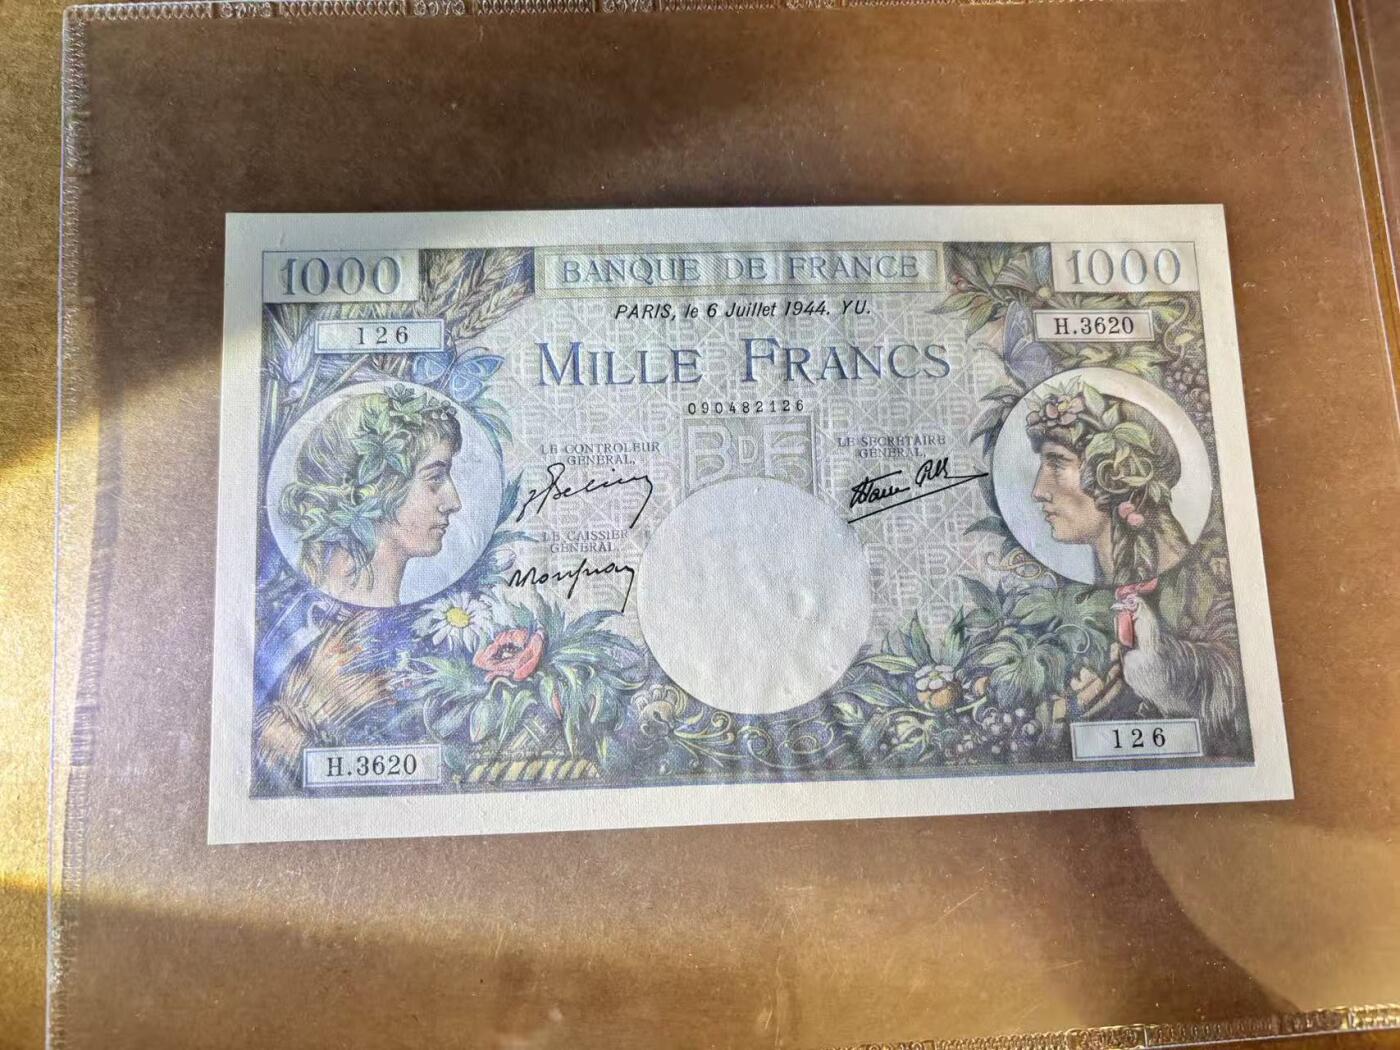 1000
BANQUE DE FRANCE
1000
PARIS, le 6 Juillet 1944. YU.
126
H.3620
MILLE FRANCS
090482126
BDF
LE CONTROLEUR
GÉNÉRAL,
LE SECRÉTAIRE
GÉNÉRAL,
LE CAISSIER
GÉNÉRAL,
H.3620
126